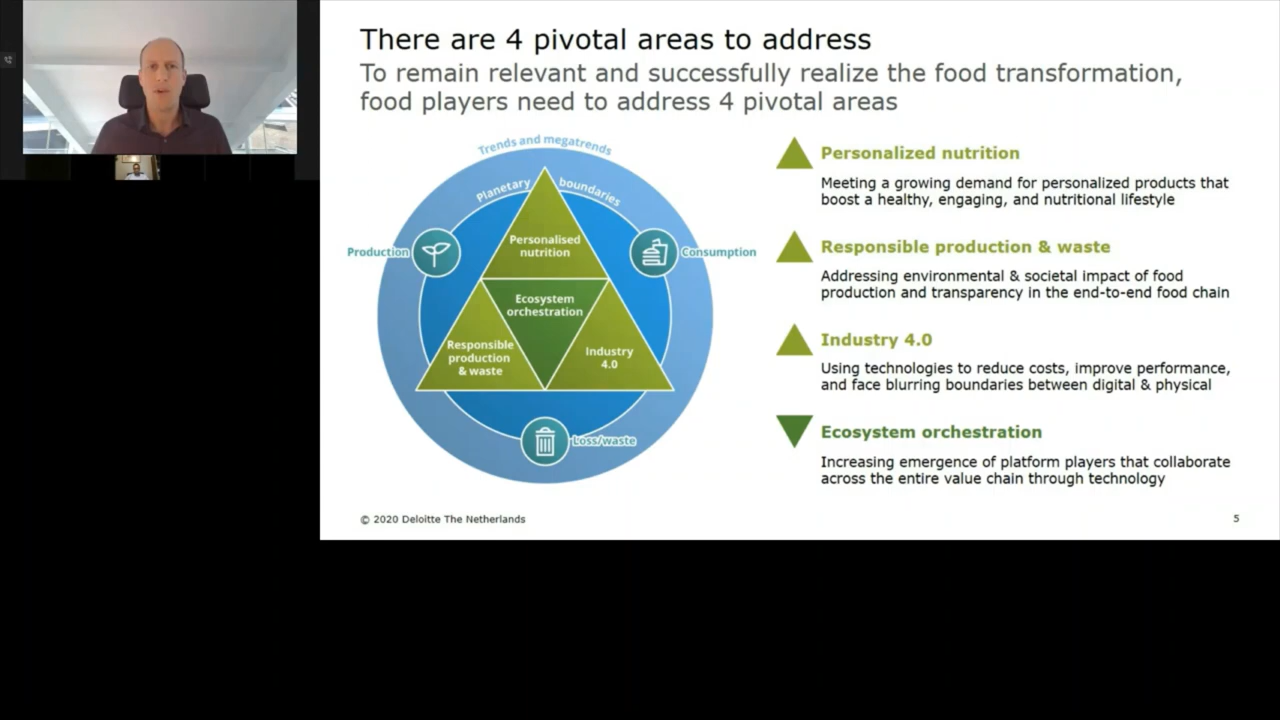 There are 4 pivotal areas to address
To remain relevant and successfully realize the food transformation,
food players need to address 4 pivotal areas
Trends and megatrends
Planetary boundaries
Production
Consumption
Personalised
nutrition
Ecosystem
orchestration
Responsible
production
& waste
Industry
4.0
Loss/waste
Personalized nutrition
Meeting a growing demand for personalized products that
boost a healthy, engaging, and nutritional lifestyle
Responsible production & waste
Addressing environmental & societal impact of food
production and transparency in the end-to-end food chain
Industry 4.0
Using technologies to reduce costs, improve performance,
and face blurring boundaries between digital & physical
Ecosystem orchestration
Increasing emergence of platform players that collaborate
across the entire value chain through technology
© 2020 Deloitte The Netherlands
5